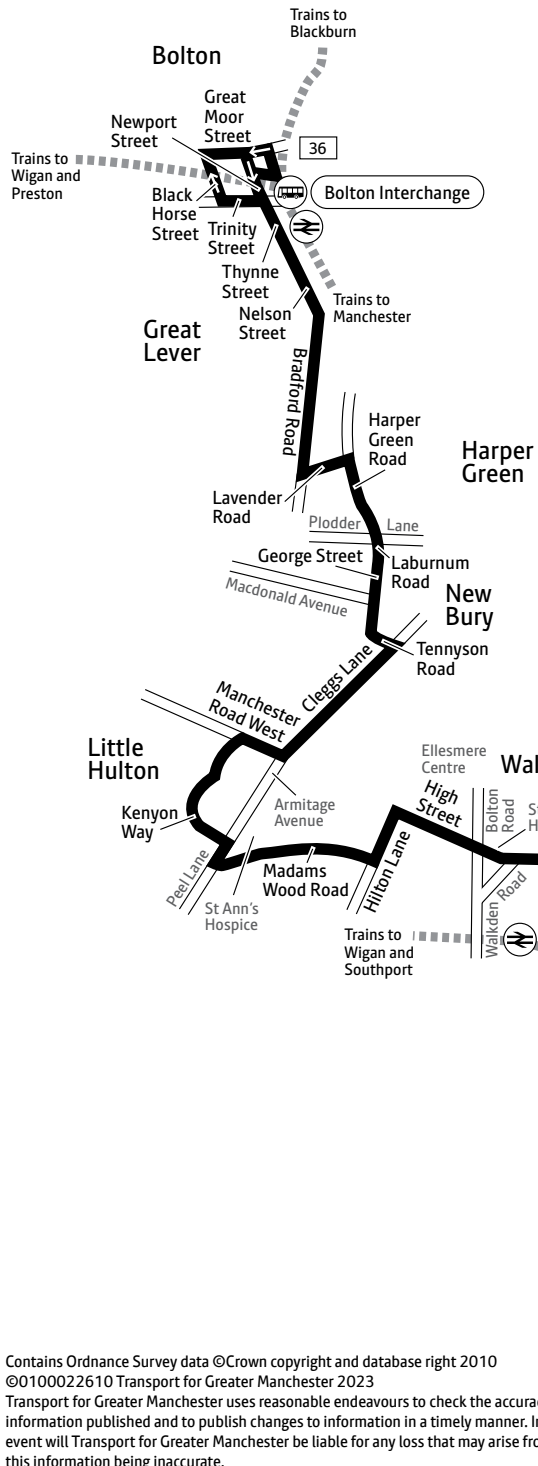 Trains to
Blackburn
Bolton
Great
Moor
Street
Newport
Street
36
Trains to
Wigan and
Preston
Bolton Interchange
Black
Horse
Street
Trinity
Street
Thynne
Street
Nelson
Street
Trains to
Manchester
Great
Lever
Bradford Road
Harper
Green
Road
Harper
Green
Lavender
Road
Plodder Lane
George Street
Laburnum
Road
Macdonald Avenue
New
Bury
Tennyson
Road
Cleggs Lane
Manchester
Road West
Little
Hulton
Ellesmere
Centre
Wal
High
Street
Bolton
Road
St
H
Armitage
Avenue
Kenyon
Way
Peel Lane
Madams
Wood Road
Hilton Lane
Walkden Road
St Ann's
Hospice
Trains to
Wigan and
Southport
Contains Ordnance Survey data ©Crown copyright and database right 2010
©0100022610 Transport for Greater Manchester 2023
Transport for Greater Manchester uses reasonable endeavours to check the accurac
information published and to publish changes to information in a timely manner. In
event will Transport for Greater Manchester be liable for any loss that may arise fro
this information being inaccurate.